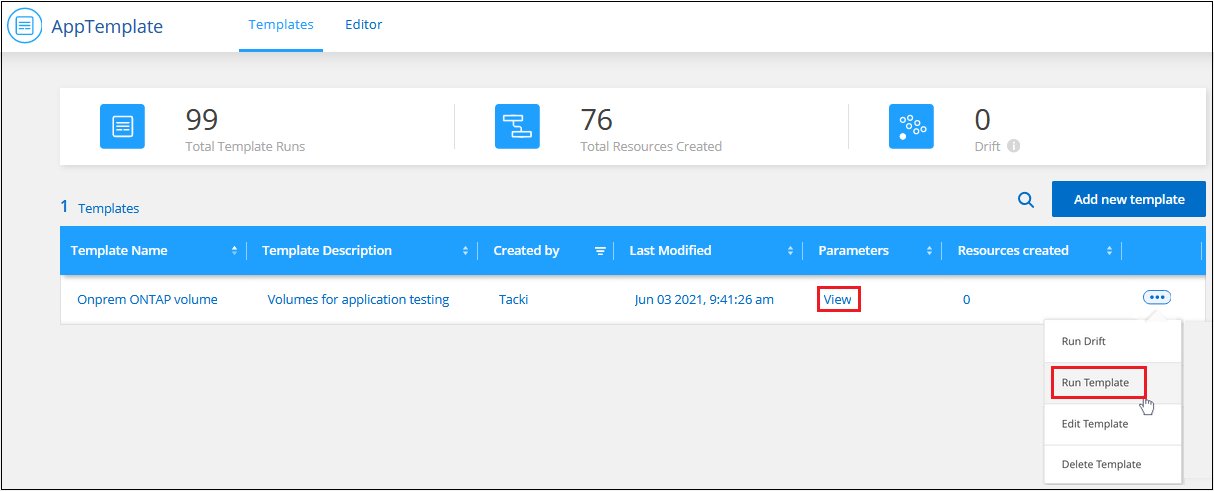 AppTemplate Templates Editor
99 76 0
Total Template Runs Total Resources Created Drift i
1 Templates Add new template
Template Name Template Description Created by Last Modified Parameters Resources created
Onprem ONTAP volume Volumes for application testing Tacki Jun 03 2021, 9:41:26 am View 0
Run Drift
Run Template
Edit Template
Delete Template